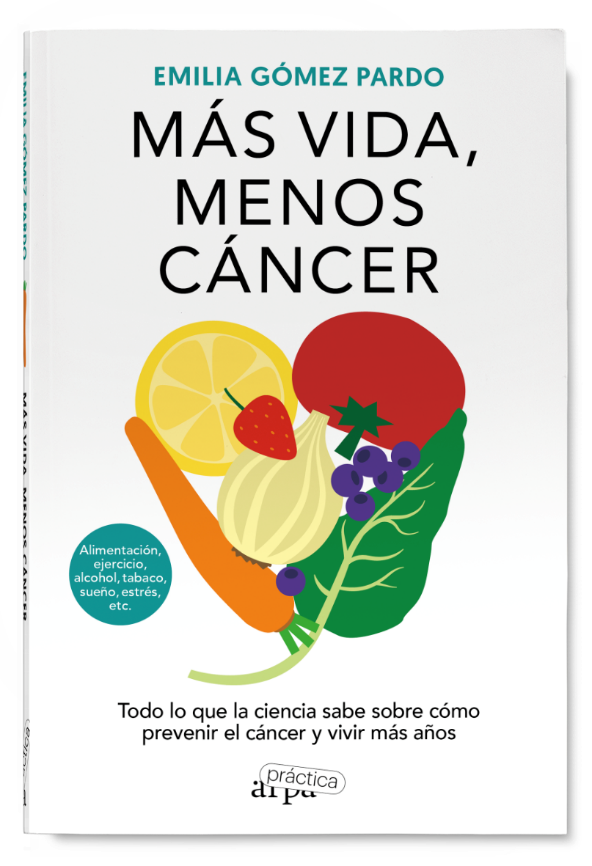 EMILIA GÓMEZ PARDO
MÁS VIDA,
MENOS
CÁNCER
Alimentación,
ejercicio,
alcohol, tabaco,
sueño, estrés,
etc.
Todo lo que la ciencia sabe sobre cómo
prevenir el cáncer y vivir más años
práctica
arpa
EMILIA GÓMEZ PARDO
MÁS VIDA, MENOS CÁNCER